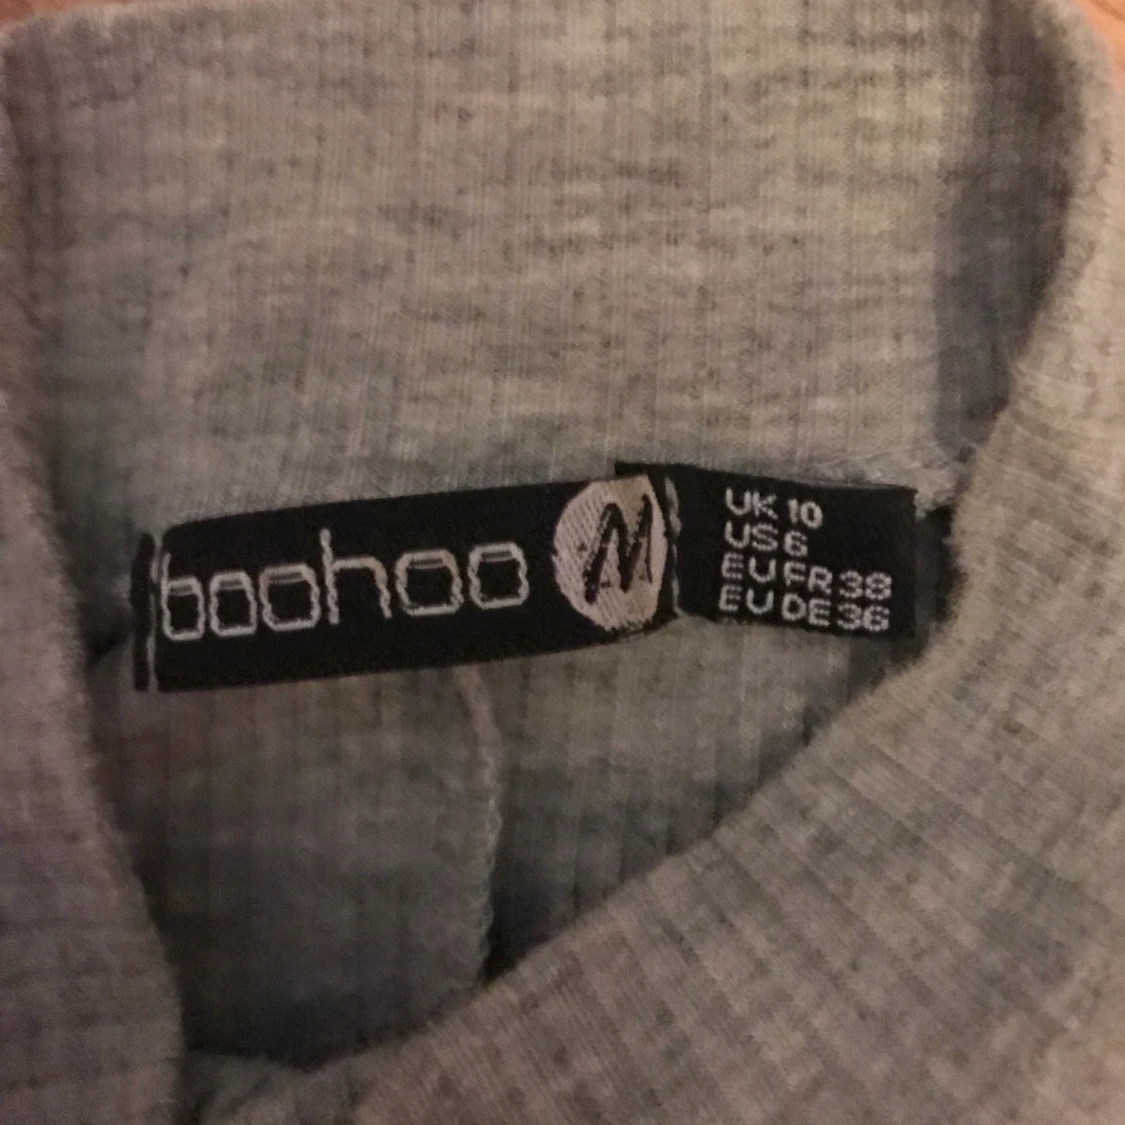 boohoo M
UK 10
US 6
EU FR 38
EU DE 36